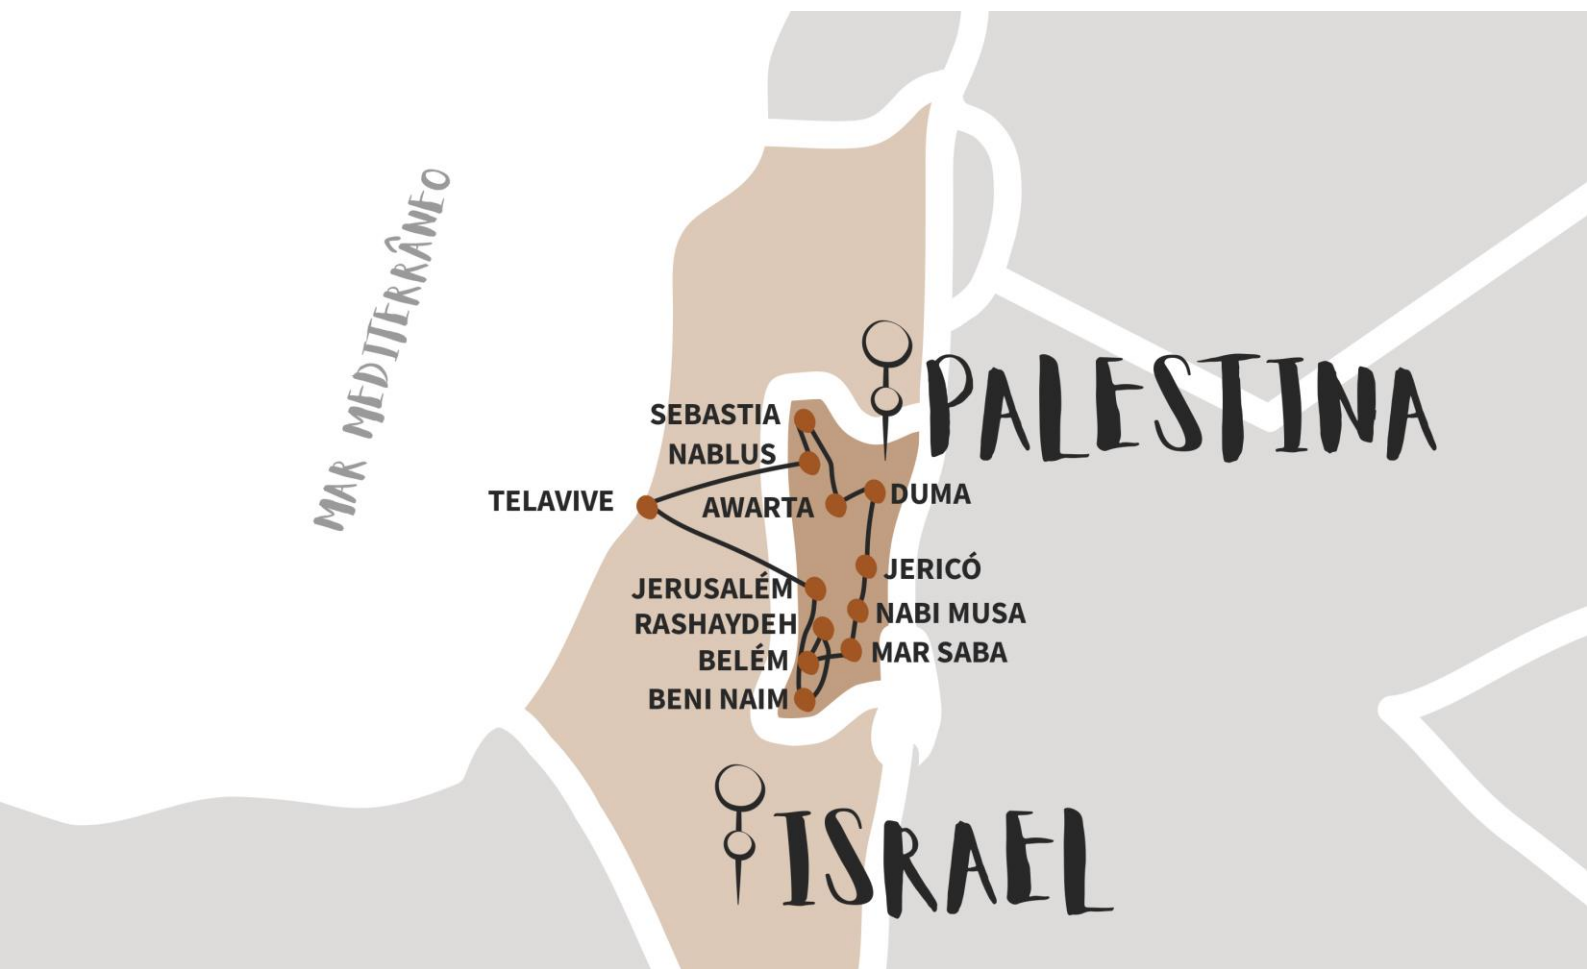 MAR MEDITERRÂNEO
PALESTINA
SEBASTIA
NABLUS
TELAVIVE
AWARTA
DUMA
JERICÓ
JERUSALÉM
NABI MUSA
RASHAYDEH
MAR SABA
BELÉM
BENI NAIM
ISRAEL